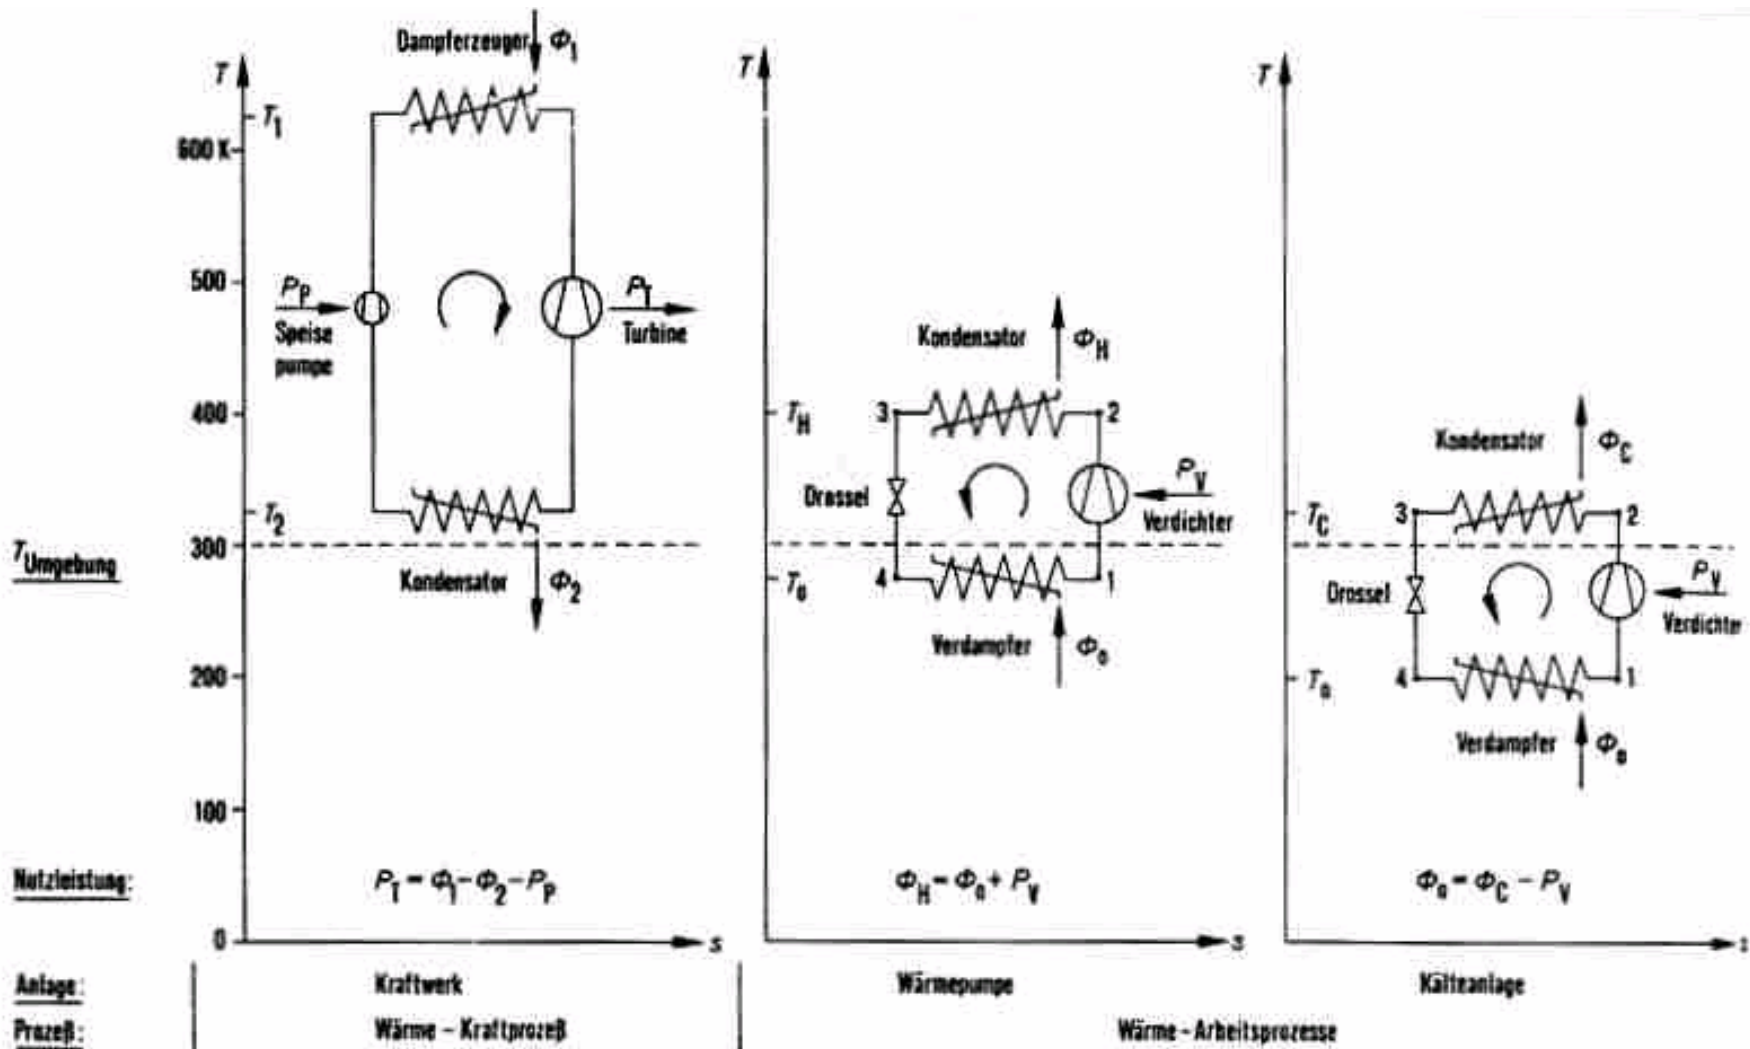 Dampferzeuger Φ1
T
T1
600 K
500
PP
Speise
pumpe
PT
Turbine
400
T2
300
TUmgebung
Kondensator Φ2
200
100
Nutzleistung:
PT = Φ1 - Φ2 - PP
0
s
T
Kondensator ΦH
TH
3
2
Drossel
PV
Verdichter
T0
4
1
Verdampfer Φ0
ΦH = Φ0 + PV
s
T
Kondensator ΦC
TC
3
2
Drossel
PV
Verdichter
T0
4
1
Verdampfer Φ0
Φ0 = ΦC - PV
s
Anlage: Kraftwerk Wärmepumpe Kälteanlage
Prozeß: Wärme - Kraftprozeß Wärme - Arbeitsprozesse